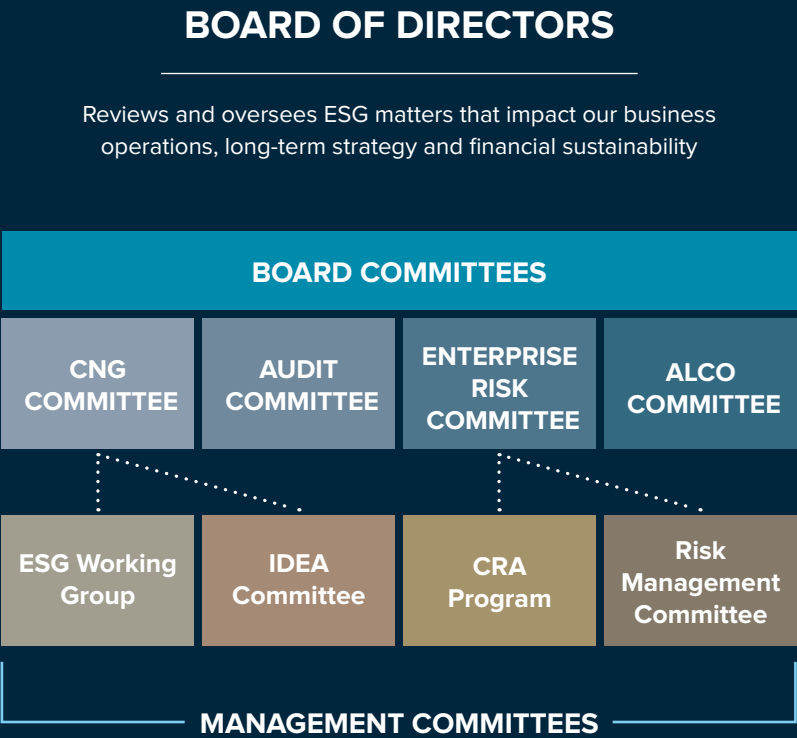 BOARD OF DIRECTORS
Reviews and oversees ESG matters that impact our business
operations, long-term strategy and financial sustainability
BOARD COMMITTEES
CNG
COMMITTEE
AUDIT
COMMITTEE
ENTERPRISE
RISK
COMMITTEE
ALCO
COMMITTEE
ESG Working
Group
IDEA
Committee
CRA
Program
Risk
Management
Committee
MANAGEMENT COMMITTEES